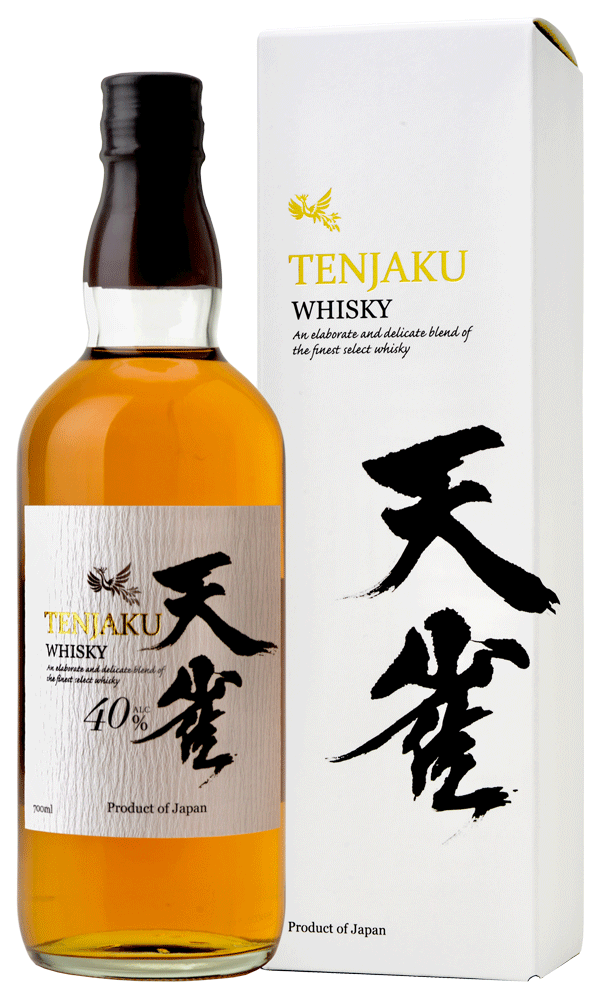 TENJAKU
WHISKY
An elaborate and delicate blend of
the finest select whisky
40%
ALC.
天雀
700ml
Product of Japan
TENJAKU
WHISKY
An elaborate and delicate blend of
the finest select whisky
天雀
Product of Japan